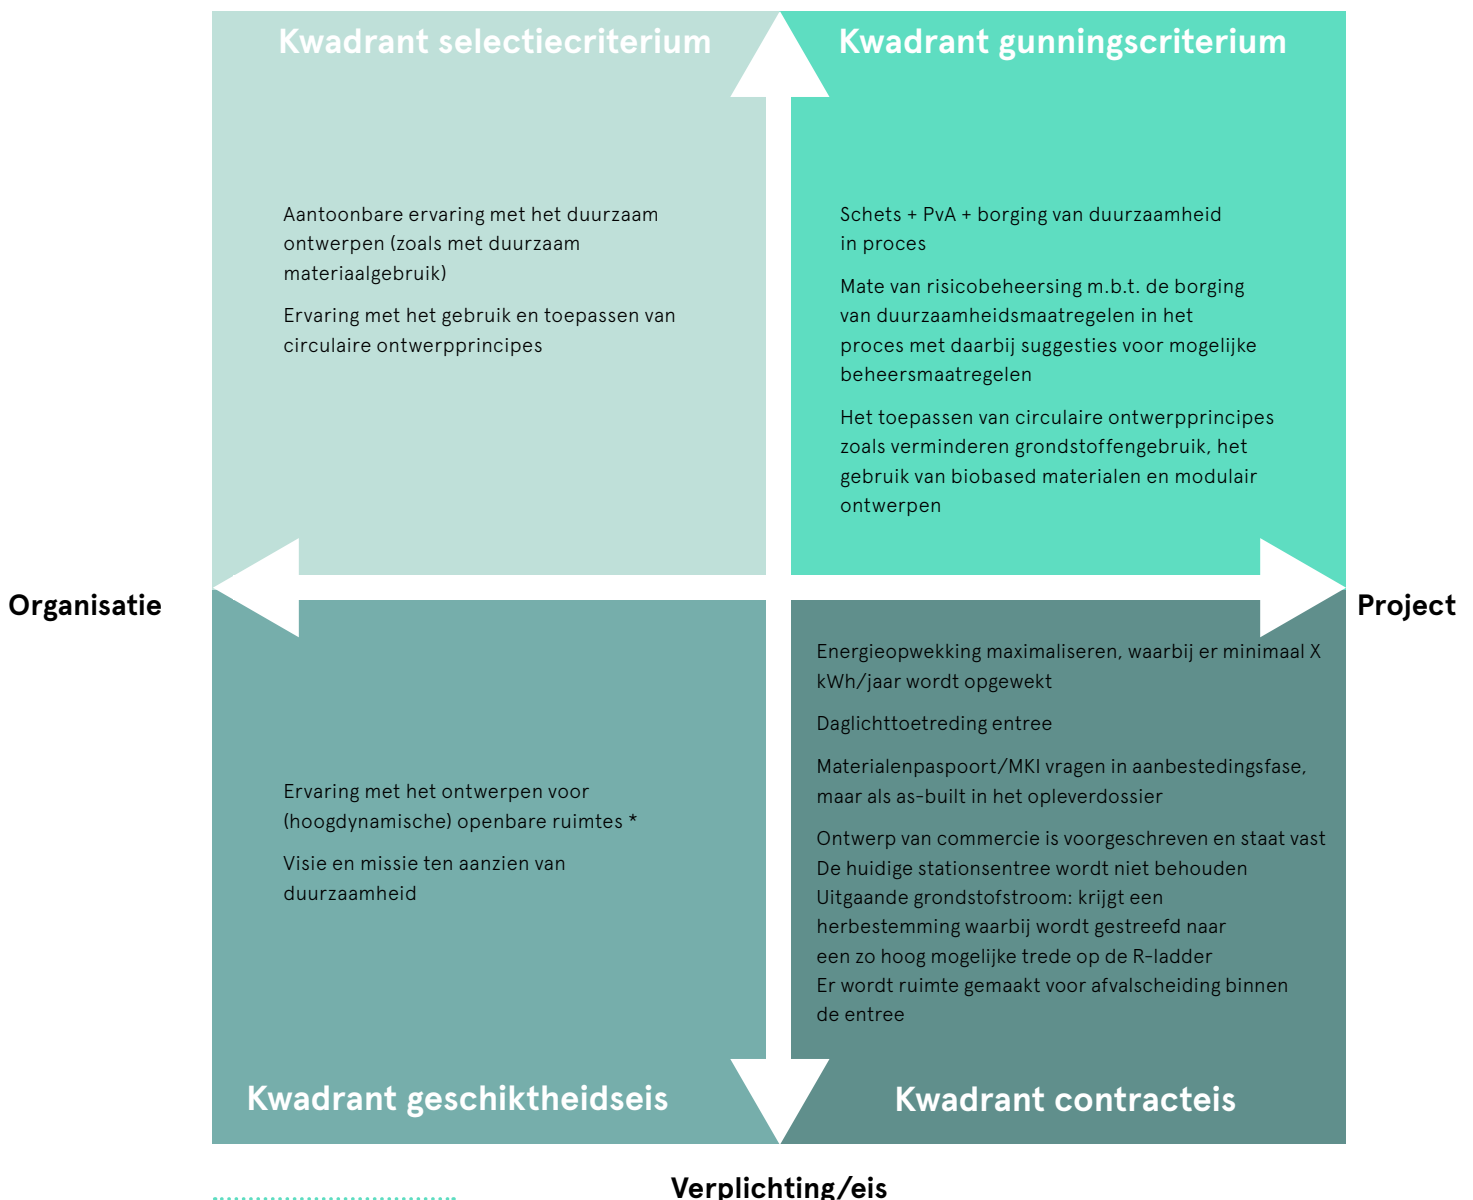 Kwadrant selectiecriterium
Aantoonbare ervaring met het duurzaam
ontwerpen (zoals met duurzaam
materiaalgebruik)
Ervaring met het gebruik en toepassen van
circulaire ontwerpprincipes
Kwadrant gunningscriterium
Schets + PvA + borging van duurzaamheid
in proces
Mate van risicobeheersing m.b.t. de borging
van duurzaamheidsmaatregelen in het
proces met daarbij suggesties voor mogelijke
beheersmaatregelen
Het toepassen van circulaire ontwerpprincipes
zoals verminderen grondstoffengebruik, het
gebruik van biobased materialen en modulair
ontwerpen
Organisatie
Project
Ervaring met het ontwerpen voor
(hoogdynamische) openbare ruimtes *
Visie en missie ten aanzien van
duurzaamheid
Kwadrant geschiktheidseis
Energieopwekking maximaliseren, waarbij er minimaal X
kWh/jaar wordt opgewekt
Daglichttoetreding entree
Materialenpaspoort/MKI vragen in aanbestedingsfase,
maar als as-built in het opleverdossier
Ontwerp van commercie is voorgeschreven en staat vast
De huidige stationsentree wordt niet behouden
Uitgaande grondstofstroom: krijgt een
herbestemming waarbij wordt gestreefd naar
een zo hoog mogelijke trede op de R-ladder
Er wordt ruimte gemaakt voor afvalscheiding binnen
de entree
Kwadrant contracteis
Verplichting/eis